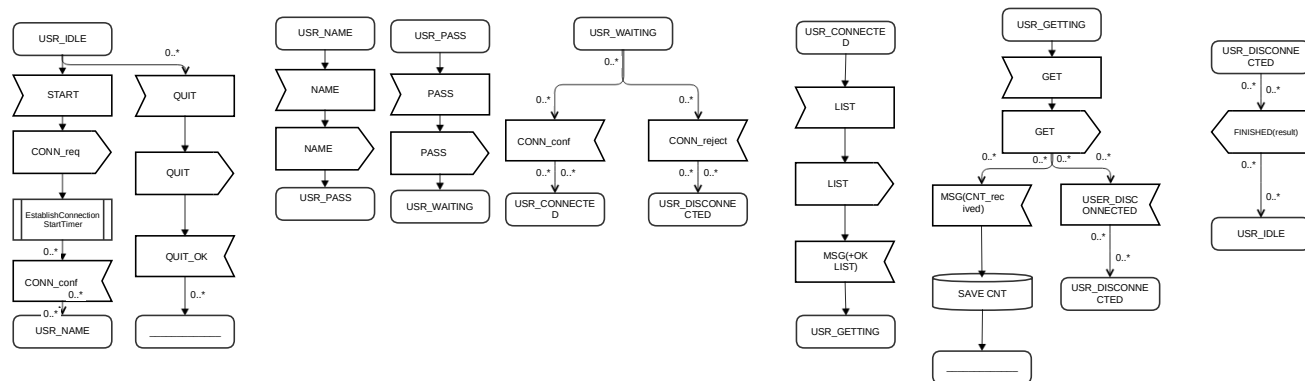 USR_IDLE
0..*
START
QUIT
CONN_req
QUIT
EstablishConnection
StartTimer
0..*
QUIT_OK
CONN_conf
0..*
0..*
0..*
USR_NAME
_____________
USR_NAME
NAME
NAME
USR_PASS
USR_PASS
PASS
PASS
USR_WAITING
USR_WAITING
0..*
0..*
0..*
CONN_conf
CONN_reject
0..*
0..*
0..*
0..*
USR_CONNECTE
D
USR_DISCONNE
CTED
USR_CONNECTE
D
LIST
LIST
MSG(+OK
LIST)
USR_GETTING
USR_GETTING
GET
GET
0..*
0..*
0..*
0..*
MSG(CNT_rec
ived)
USER_DISC
ONNECTED
0..*
0..*
SAVE CNT
USR_DISCONNE
CTED
_____________
USR_DISCONNE
CTED
0..*
0..*
FINISHED(result)
0..*
0..*
USR_IDLE